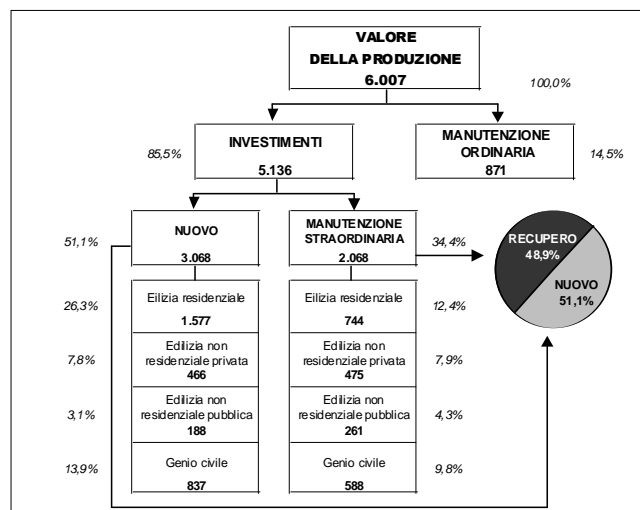 VALORE
DELLA PRODUZIONE
6.007
100,0%
85,5%
INVESTIMENTI
5.136
MANUTENZIONE
ORDINARIA
871
14,5%
51,1%
NUOVO
3.068
MANUTENZIONE
STRAORDINARIA
2.068
34,4%
RECUPERO
48,9%
NUOVO
51,1%
26,3%
Eilizia residenziale
1.577
Eilizia residenziale
744
12,4%
7,8%
Edilizia non
residenziale privata
466
Edilizia non
residenziale privata
475
7,9%
3,1%
Edilizia non
residenziale pubblica
188
Edilizia non
residenziale pubblica
261
4,3%
13,9%
Genio civile
837
Genio civile
588
9,8%